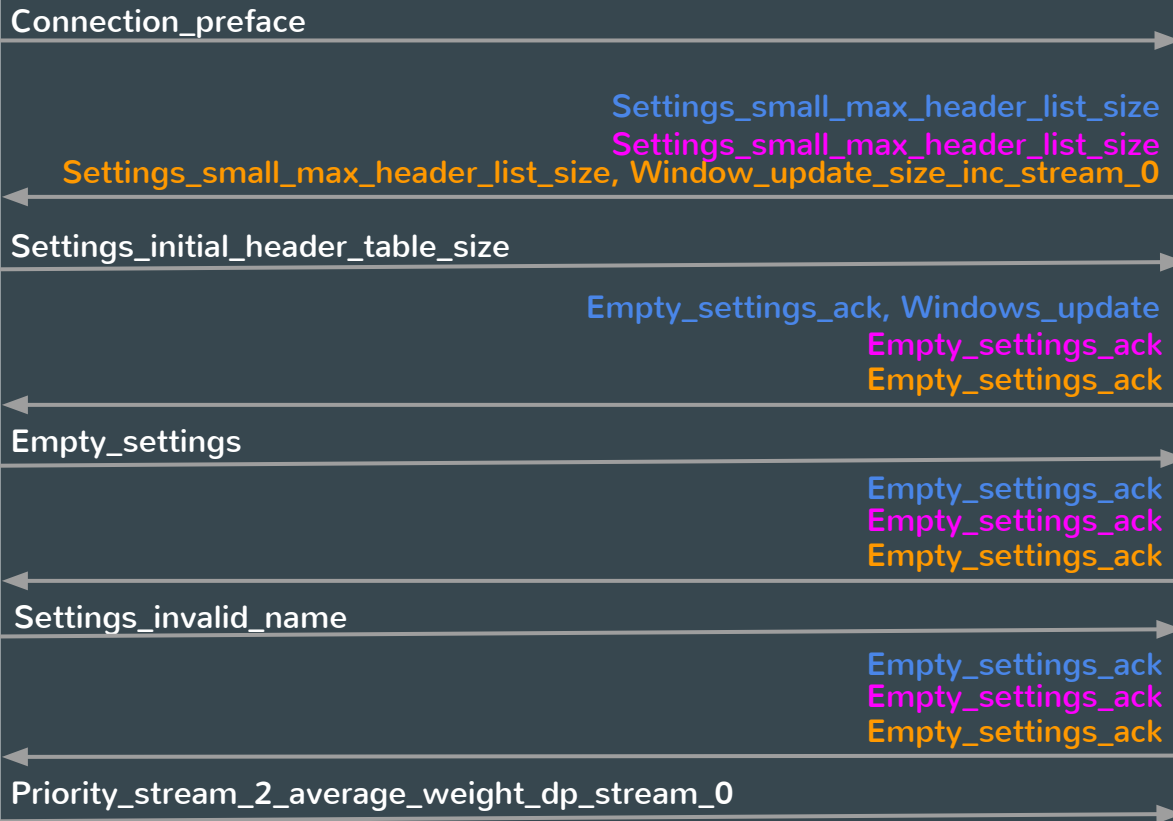 Connection_preface
Settings_small_max_header_list_size
Settings_small_max_header_list_size
Settings_small_max_header_list_size, Window_update_size_inc_stream_0
Settings_initial_header_table_size
Empty_settings_ack, Windows_update
Empty_settings_ack
Empty_settings_ack
Empty_settings
Empty_settings_ack
Empty_settings_ack
Empty_settings_ack
Settings_invalid_name
Empty_settings_ack
Empty_settings_ack
Empty_settings_ack
Priority_stream_2_average_weight_dp_stream_0